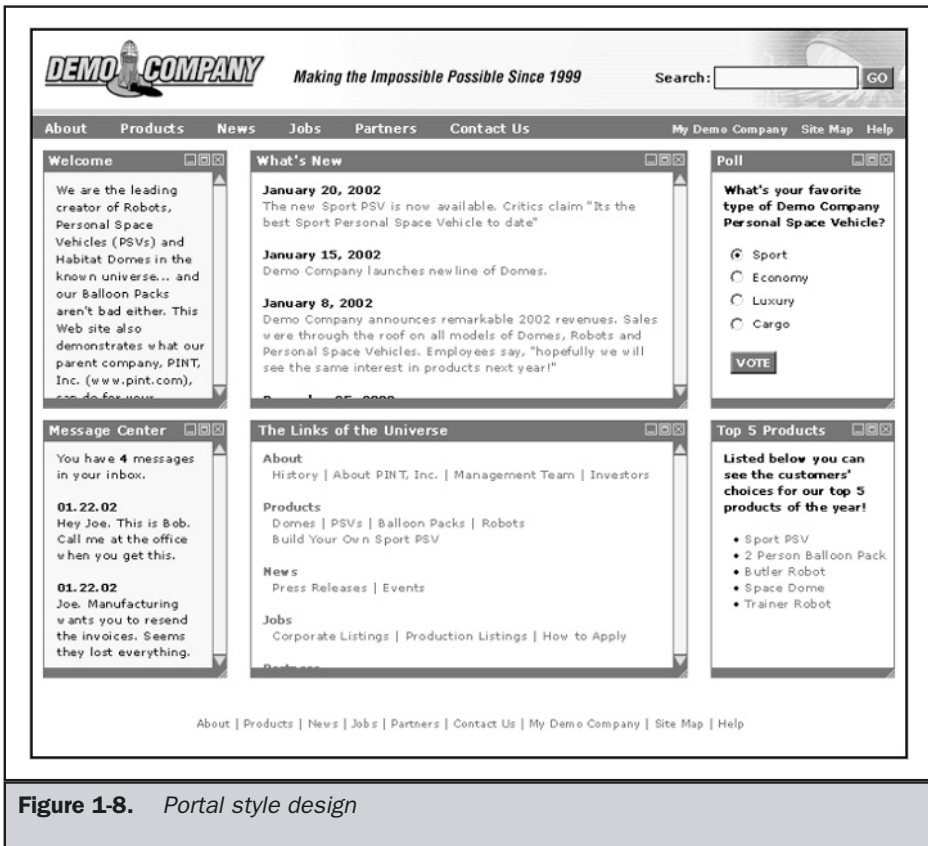 DEMO COMPANY
Making the Impossible Possible Since 1999
Search:
GO
About Products News Jobs Partners Contact Us
My Demo Company Site Map Help
Welcome
We are the leading
creator of Robots,
Personal Space
Vehicles (PSVs) and
Habitat Domes in the
known universe... and
our Balloon Packs
aren't bad either. This
Web site also
demonstrates what our
parent company, PINT,
Inc. (www.pint.com),
can do for your
What's New
January 20, 2002
The new Sport PSV is now available. Critics claim "Its the
best Sport Personal Space Vehicle to date"
January 15, 2002
Demo Company launches new line of Domes.
January 8, 2002
Demo Company announces remarkable 2002 revenues. Sales
were through the roof on all models of Domes, Robots and
Personal Space Vehicles. Employees say, "hopefully we will
see the same interest in products next year!"
Poll
What's your favorite
type of Demo Company
Personal Space Vehicle?
Sport
Economy
Luxury
Cargo
VOTE
Message Center
You have 4 messages
in your inbox.
01.22.02
Hey Joe. This is Bob.
Call me at the office
when you get this.
01.22.02
Joe. Manufacturing
wants you to resend
the invoices. Seems
they lost everything.
The Links of the Universe
About
History | About PINT, Inc. | Management Team | Investors
Products
Domes | PSVs | Balloon Packs | Robots
Build Your Own Sport PSV
News
Press Releases | Events
Jobs
Corporate Listings | Production Listings | How to Apply
Partners
Top 5 Products
Listed below you can
see the customers'
choices for our top 5
products of the year!
• Sport PSV
• 2 Person Balloon Pack
• Butler Robot
• Space Dome
• Trainer Robot
About | Products | News | Jobs | Partners | Contact Us | My Demo Company | Site Map | Help
Figure 1-8. Portal style design